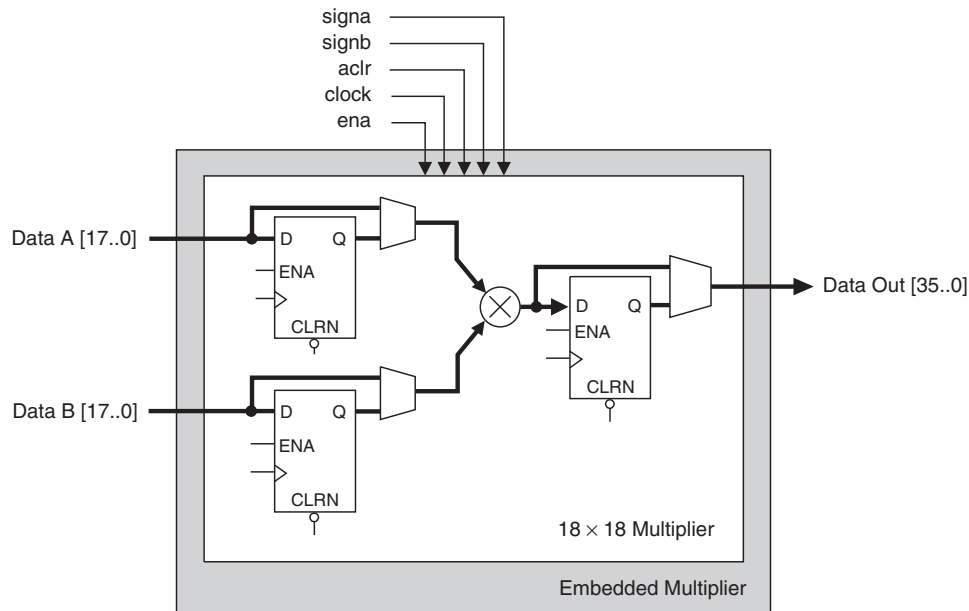 signa
signb
aclr
clock
ena
Data A [17..0]
D Q
ENA
CLRN
Data B [17..0]
D Q
ENA
CLRN
D Q
ENA
CLRN
Data Out [35..0]
18 × 18 Multiplier
Embedded Multiplier